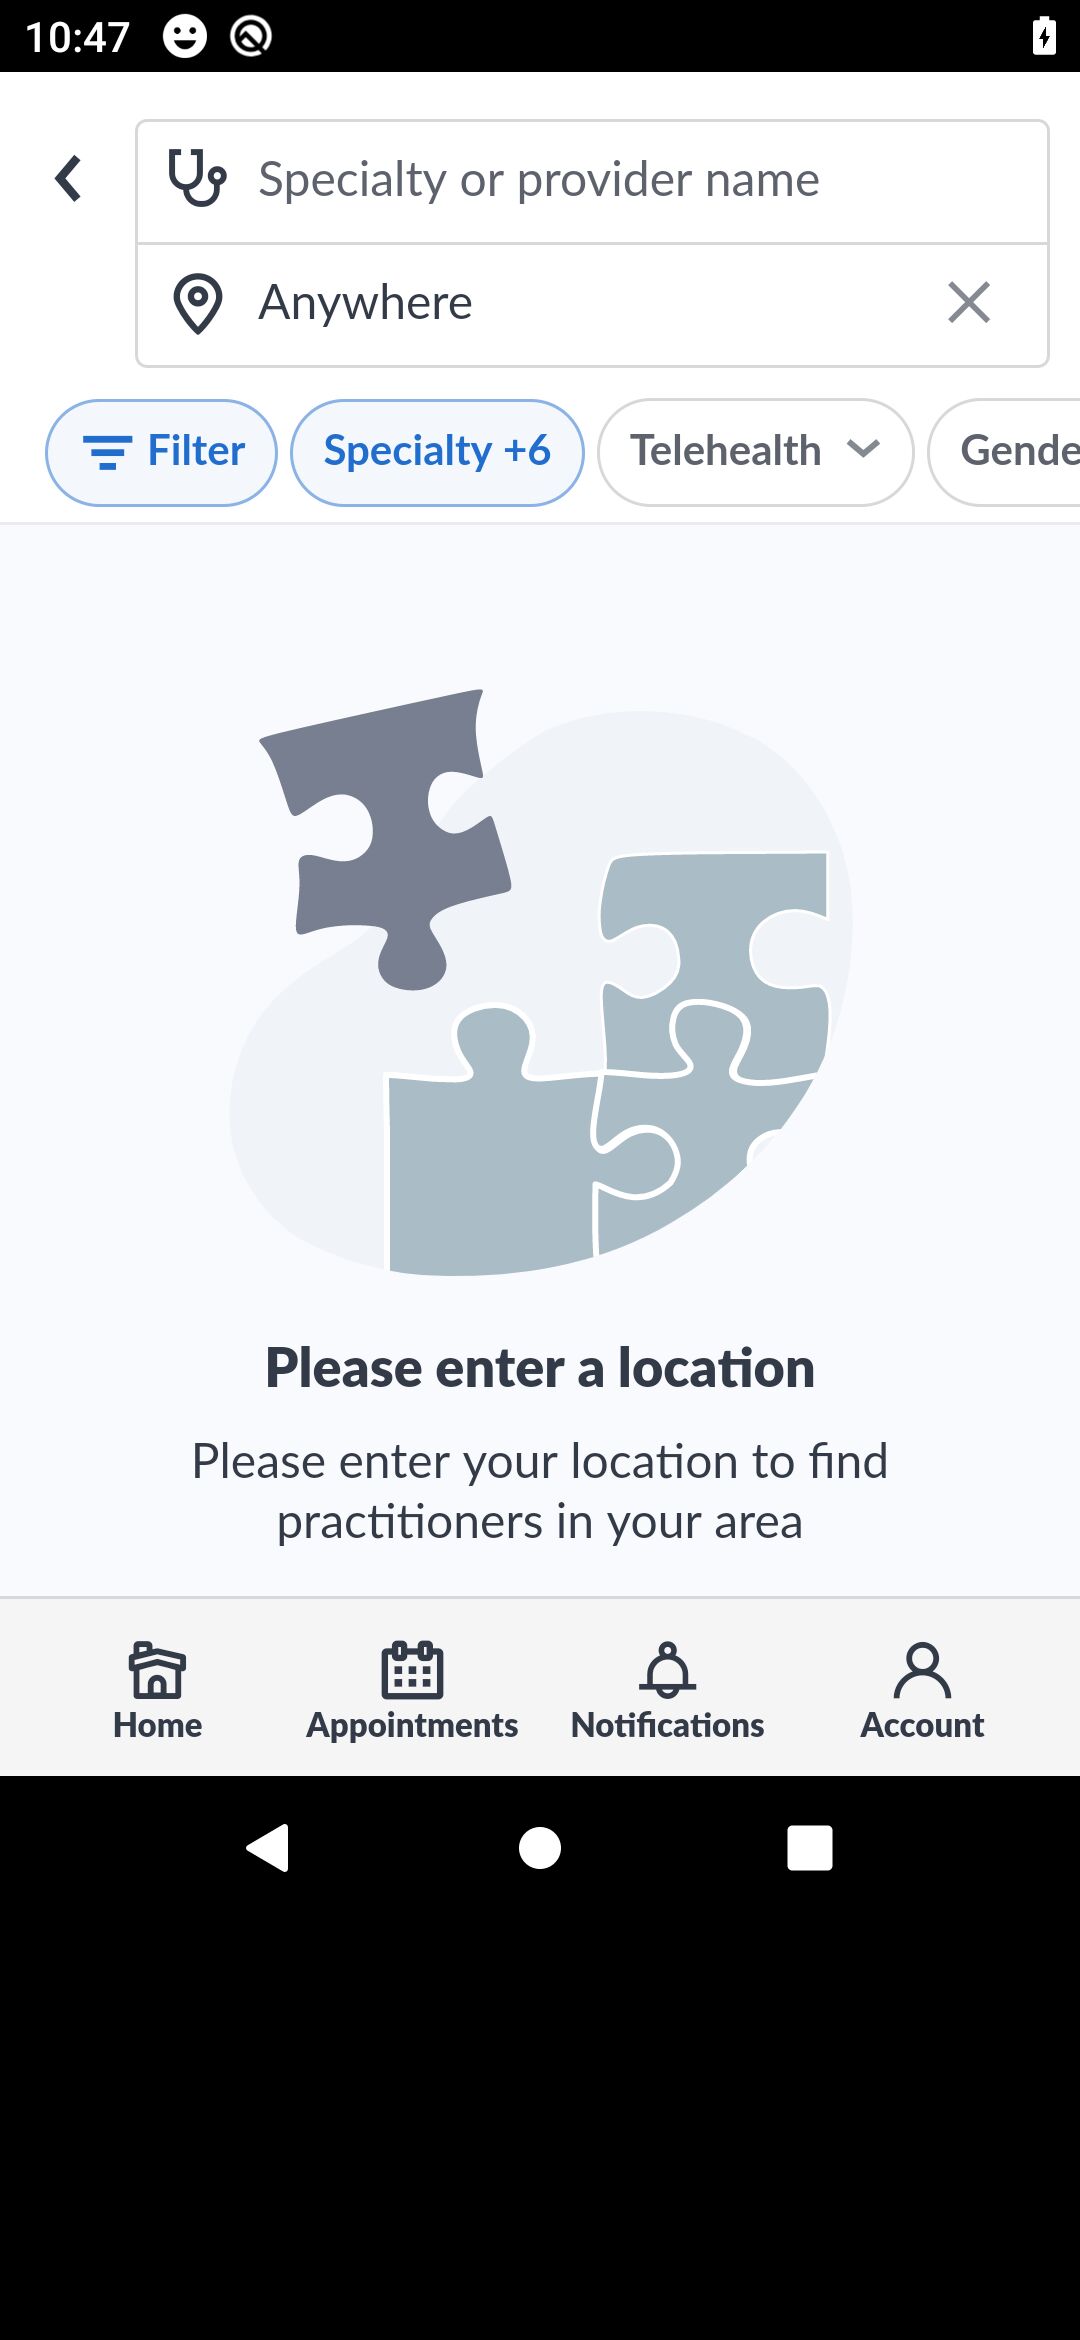 10:47
Specialty or provider name
Anywhere
Filter
Specialty +6
Telehealth
Gende
Please enter a location
Please enter your location to find
practitioners in your area
Home
Appointments
Notifications
Account